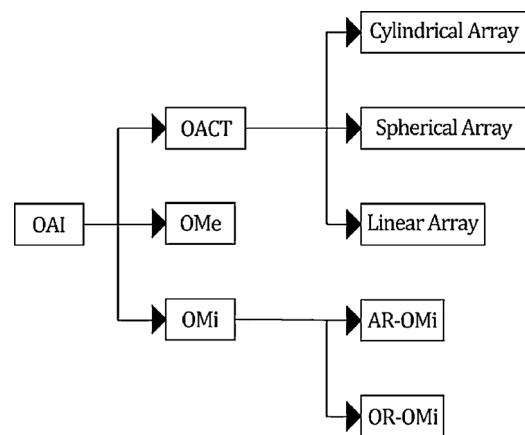 Cylindrical Array
OACT
Spherical Array
OAI
OMe
Linear Array
OMi
AR-OMi
OR-OMi